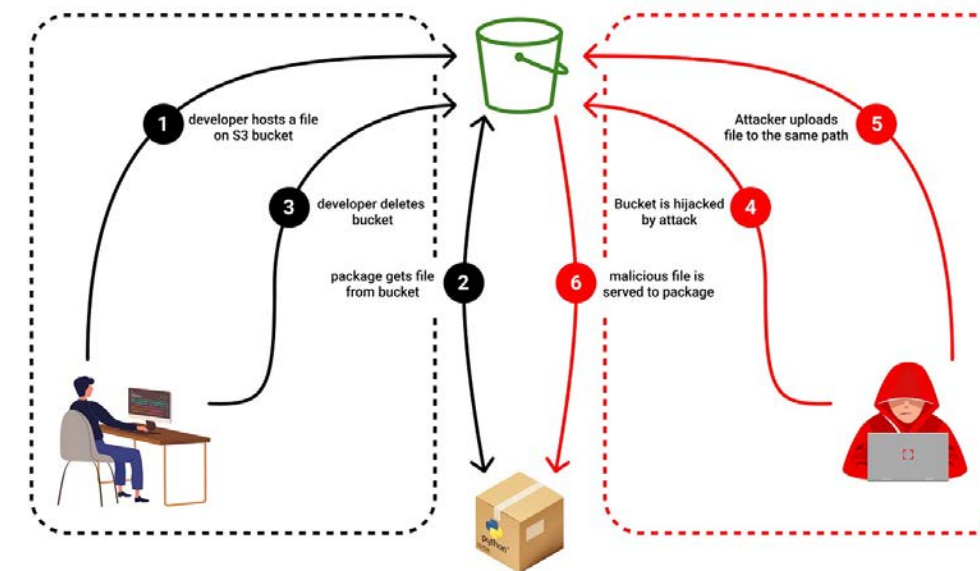 1
developer hosts a file
on S3 bucket
3
developer deletes
bucket
package gets file
from bucket
2
Attacker uploads
file to the same path
5
Bucket is hijacked
by attack
4
6
malicious file is
served to package
python